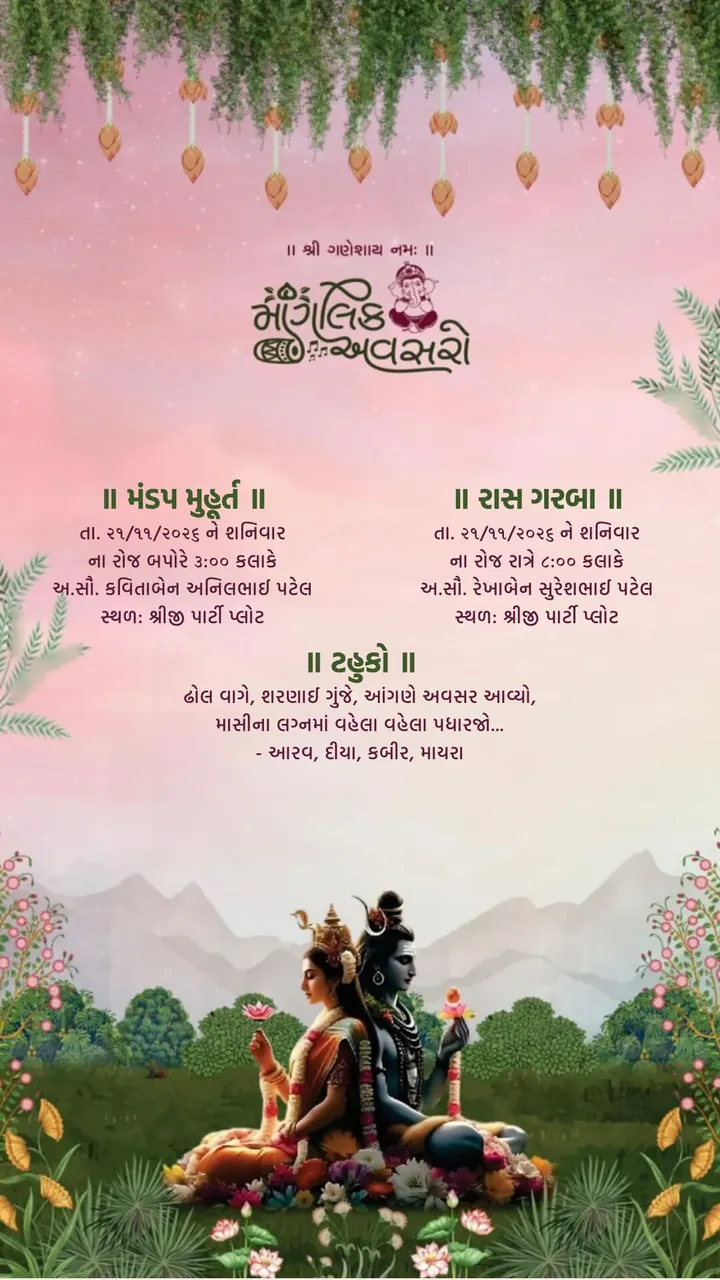 ॥ શ્રી ગણેશાય નમઃ ॥
માંગલિક
અવસરો
॥ મંડપ મુહૂર્ત ॥
તા. ૨૧/૧૧/૨૦૨૬ ને શનિવાર
ના રોજ બપોરે ૩:૦૦ કલાકે
અ.સૌ. કવિતાબેન અનિલભાઈ પટેલ
સ્થળ: શ્રીજી પાર્ટી પ્લોટ
॥ રાસ ગરબા ॥
તા. ૨૧/૧૧/૨૦૨૬ ને શનિવાર
ના રોજ રાત્રે ૮:૦૦ કલાકે
અ.સૌ. રેખાબેન સુરેશભાઈ પટેલ
સ્થળ: શ્રીજી પાર્ટી પ્લોટ
॥ ટહુકો ॥
ઢોલ વાગે, શરણાઈ ગુંજે, આંગણે અવસર આવ્યો,
માસીના લગ્નમાં વહેલા વહેલા પધારજો...
- આરવ, દીયા, કબીર, માયરા